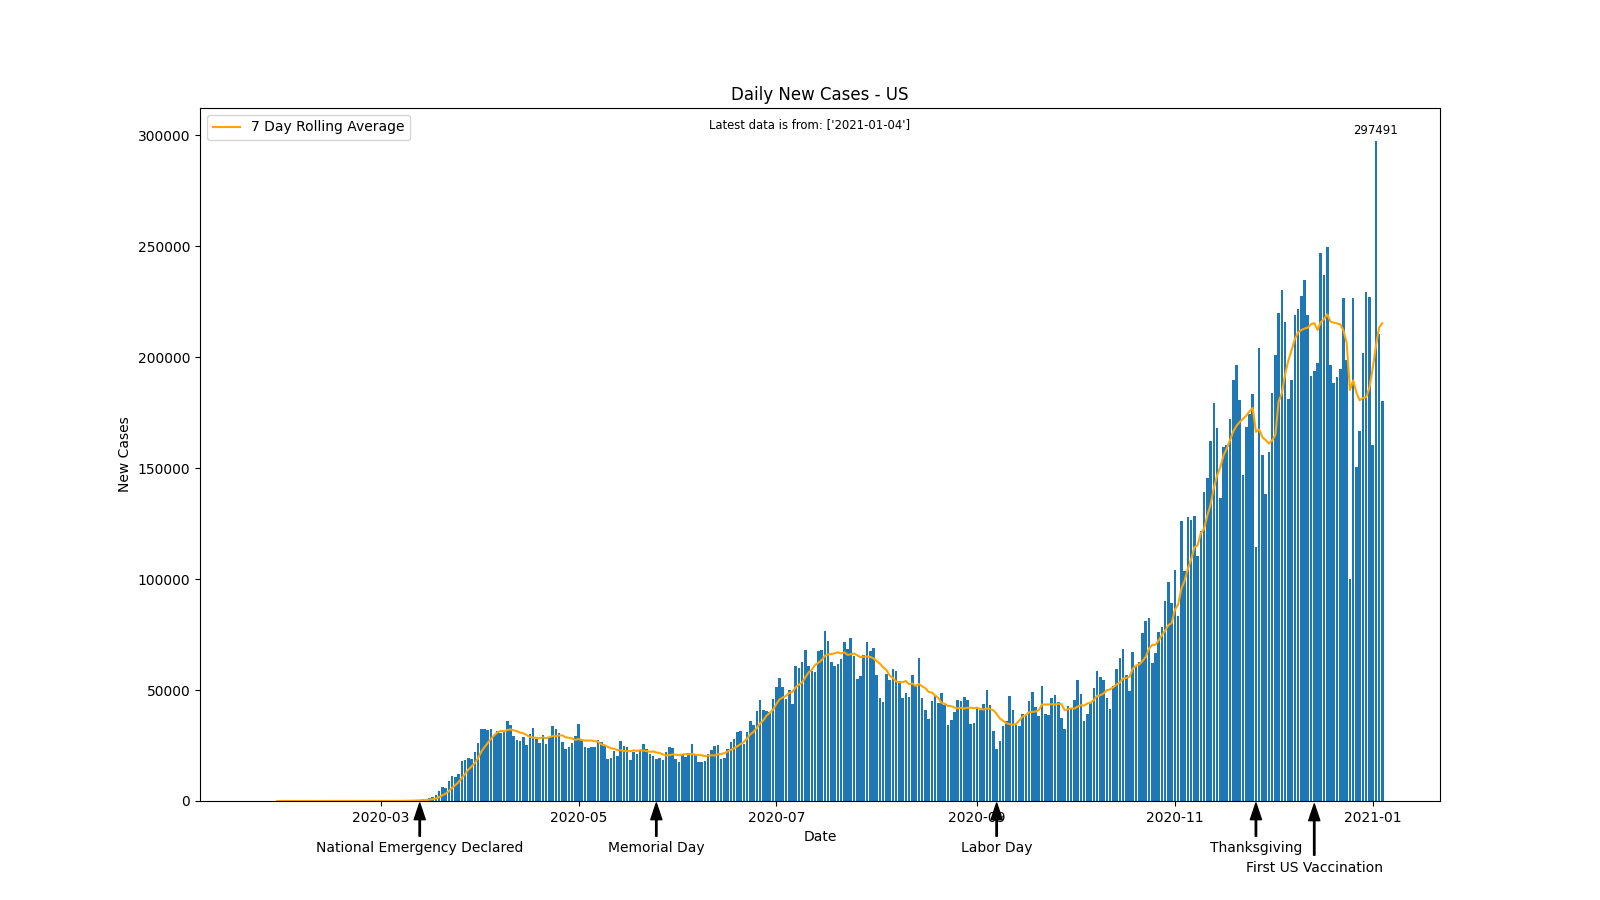 Daily New Cases - US
7 Day Rolling Average
Latest data is from: ['2021-01-04']
297491
300000
250000
200000
150000
100000
50000
0
New Cases
2020-03
2020-05
2020-07
2020-09
2020-11
2021-01
Date
National Emergency Declared
Memorial Day
Labor Day
Thanksgiving
First US Vaccination